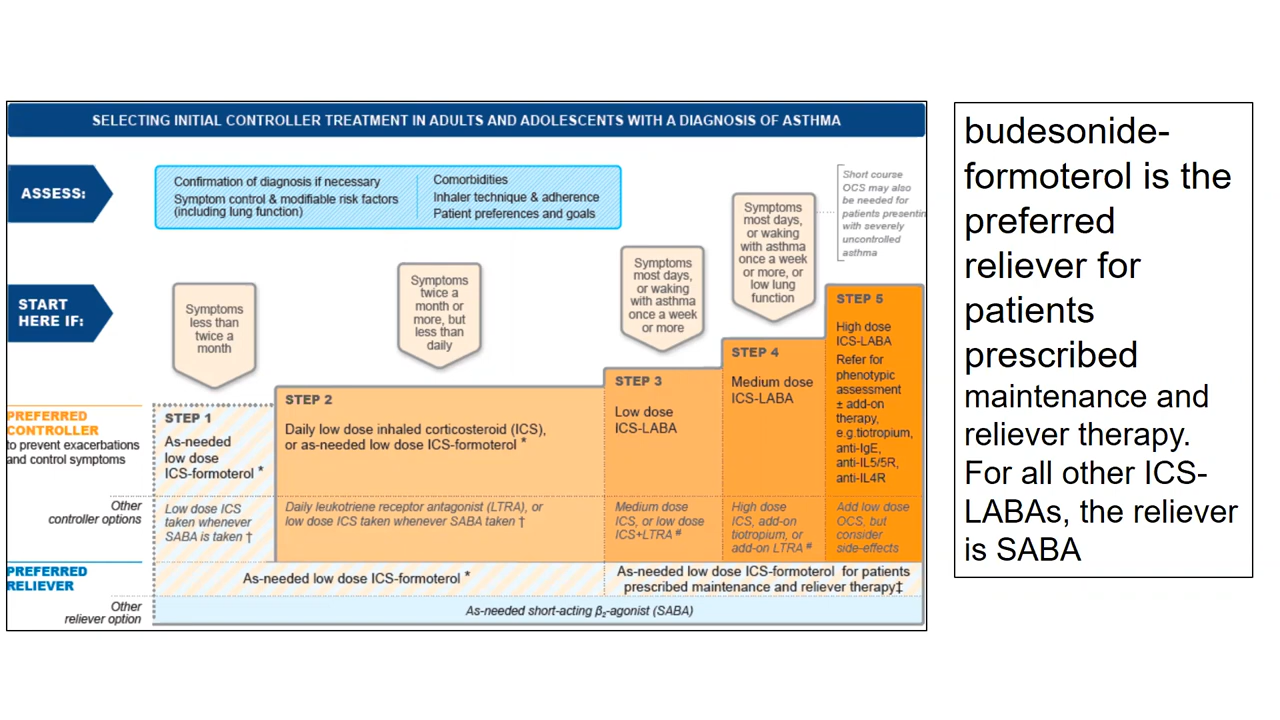 SELECTING INITIAL CONTROLLER TREATMENT IN ADULTS AND ADOLESCENTS WITH A DIAGNOSIS OF ASTHMA
ASSESS:
Confirmation of diagnosis if necessary
Symptom control & modifiable risk factors
(including lung function)
Comorbidities
Inhaler technique & adherence
Patient preferences and goals
Short course
OCS may also
be needed for
patients presentin
with severely
uncontrolled
asthma
START
HERE IF:
Symptoms
less than
twice a
month
Symptoms
twice a
month or
more, but
less than
daily
Symptoms
most days,
or waking
with asthma
once a week
or more
Symptoms
most days,
or waking
with asthma
once a week
or more, or
low lung
function
PREFERRED
CONTROLLER
to prevent exacerbations
and control symptoms
STEP 1
As-needed
low dose
ICS-formoterol *
STEP 2
Daily low dose inhaled corticosteroid (ICS),
or as-needed low dose ICS-formoterol *
STEP 3
Low dose
ICS-LABA
STEP 4
Medium dose
ICS-LABA
STEP 5
High dose
ICS-LABA
Refer for
phenotypic
assessment
± add-on
therapy,
e.g.tiotropium,
anti-IgE,
anti-IL5/5R,
anti-IL4R
Other
controller options
Low dose ICS
taken whenever
SABA is taken †
Daily leukotriene receptor antagonist (LTRA), or
low dose ICS taken whenever SABA taken †
Medium dose
ICS, or low dose
ICS+LTRA #
High dose
ICS, add-on
tiotropium, or
add-on LTRA #
Add low dose
OCS, but
consider
side-effects
PREFERRED
RELIEVER
As-needed low dose ICS-formoterol *
As-needed low dose ICS-formoterol for patients
prescribed maintenance and reliever therapy‡
Other
reliever option
As-needed short-acting β₂-agonist (SABA)
budesonide-
formoterol is the
preferred
reliever for
patients
prescribed
maintenance and
reliever therapy.
For all other ICS-
LABAs, the reliever
is SABA